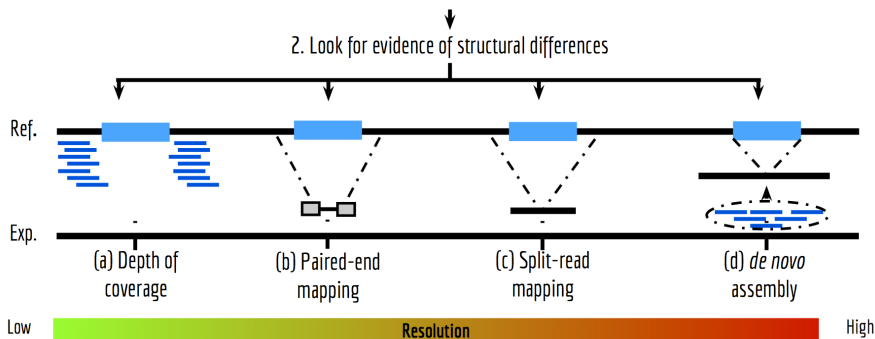 2. Look for evidence of structural differences
Ref.
Exp.
(a) Depth of
coverage
(b) Paired-end
mapping
(c) Split-read
mapping
(d) de novo
assembly
Low
Resolution
High